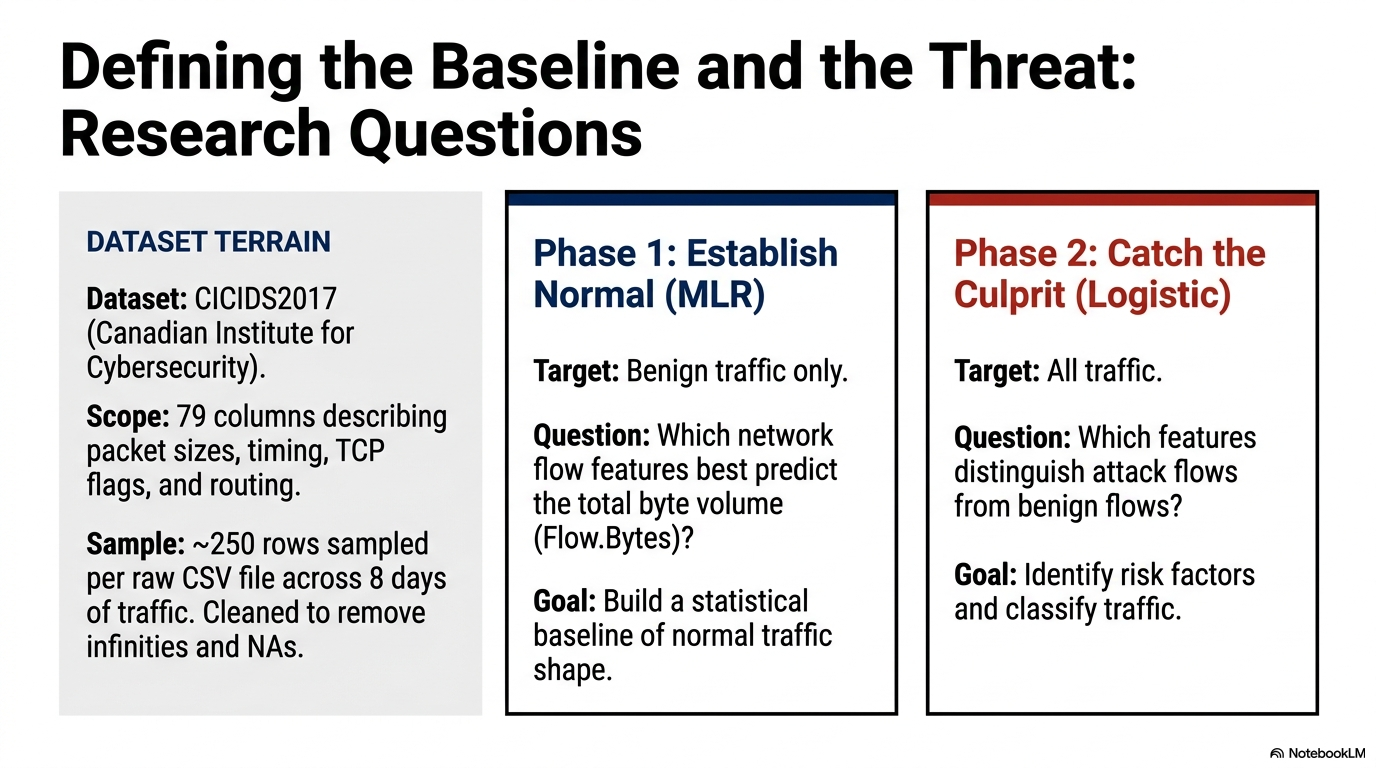 Defining the Baseline and the Threat:
Research Questions
DATASET TERRAIN
Dataset: CICIDS2017
(Canadian Institute for
Cybersecurity).
Scope: 79 columns describing
packet sizes, timing, TCP
flags, and routing.
Sample: ~250 rows sampled
per raw CSV file across 8 days
of traffic. Cleaned to remove
infinities and NAs.
Phase 1: Establish
Normal (MLR)
Target: Benign traffic only.
Question: Which network
flow features best predict
the total byte volume
(Flow.Bytes)?
Goal: Build a statistical
baseline of normal traffic
shape.
Phase 2: Catch the
Culprit (Logistic)
Target: All traffic.
Question: Which features
distinguish attack flows
from benign flows?
Goal: Identify risk factors
and classify traffic.
NotebookLM